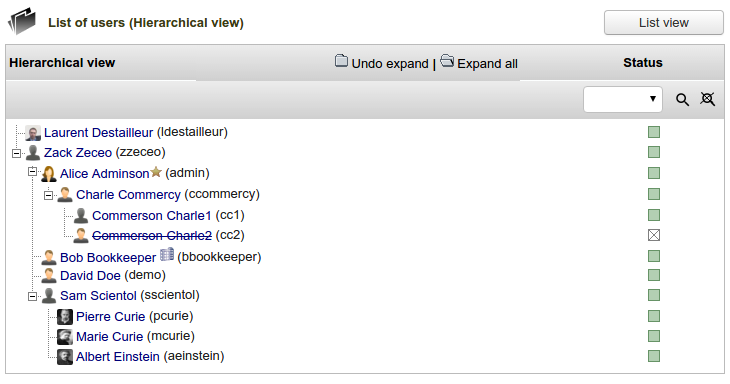 List of users (Hierarchical view)
List view
Hierarchical view Undo expand | Expand all Status
Laurent Destailleur (ldestailleur)
Zack Zeceo (zzeceo)
Alice Adminson (admin)
Charle Commercy (ccommercy)
Commerson Charle1 (cc1)
Commerson Charle2 (cc2)
Bob Bookkeeper (bbookkeeper)
David Doe (demo)
Sam Scientol (sscientol)
Pierre Curie (pcurie)
Marie Curie (mcurie)
Albert Einstein (aeinstein)